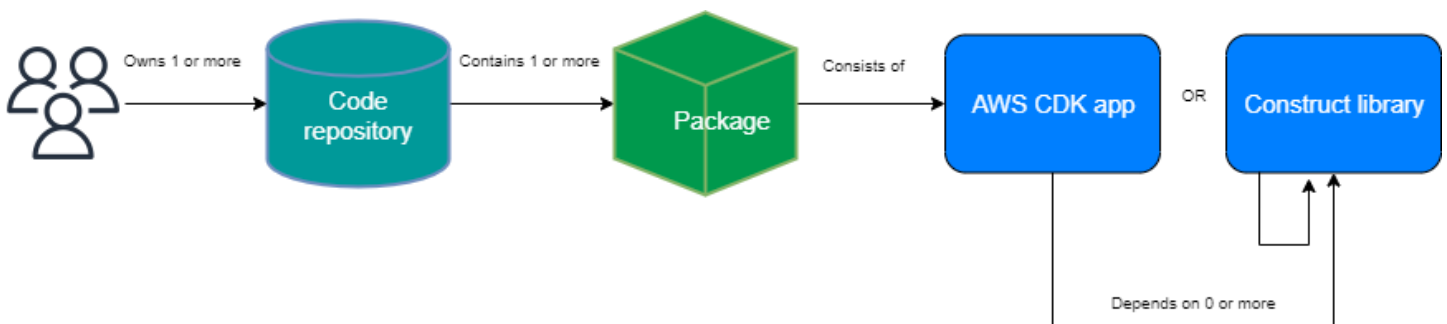 Owns 1 or more
Code
repository
Contains 1 or more
Package
Consists of
AWS CDK app
OR
Construct library
Depends on 0 or more